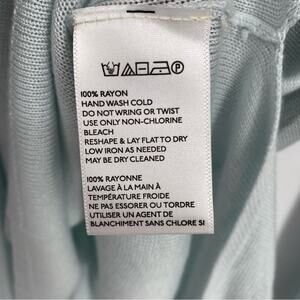 100% RAYON
HAND WASH COLD
DO NOT WRING OR TWIST
USE ONLY NON-CHLORINE
BLEACH
RESHAPE & LAY FLAT TO DRY
LOW IRON AS NEEDED
MAY BE DRY CLEANED
100% RAYONNE
LAVAGE À LA MAIN À
TEMPÉRATURE FROIDE
NE PAS ESSORER OU TORDRE
UTILISER UN AGENT DE
BLANCHIMENT SANS CHLORE SI